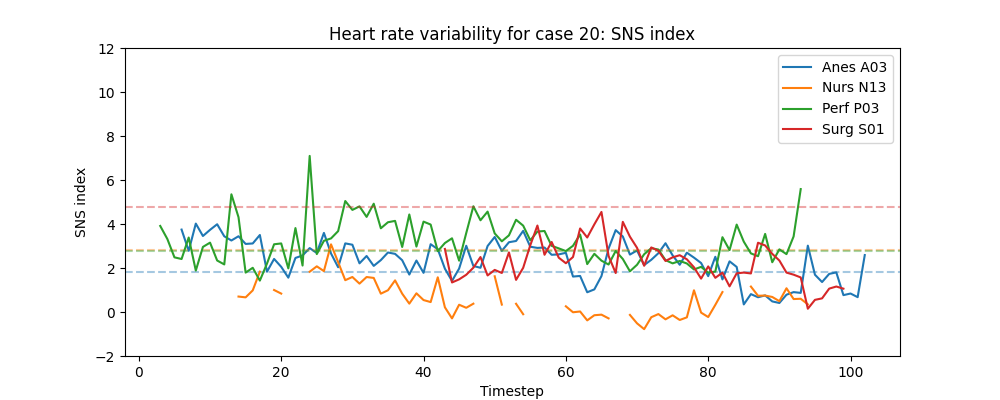 Heart rate variability for case 20: SNS index
SNS index
12
10
8
6
4
2
0
−2
0 20 40 60 80 100
Timestep
Anes A03
Nurs N13
Perf P03
Surg S01